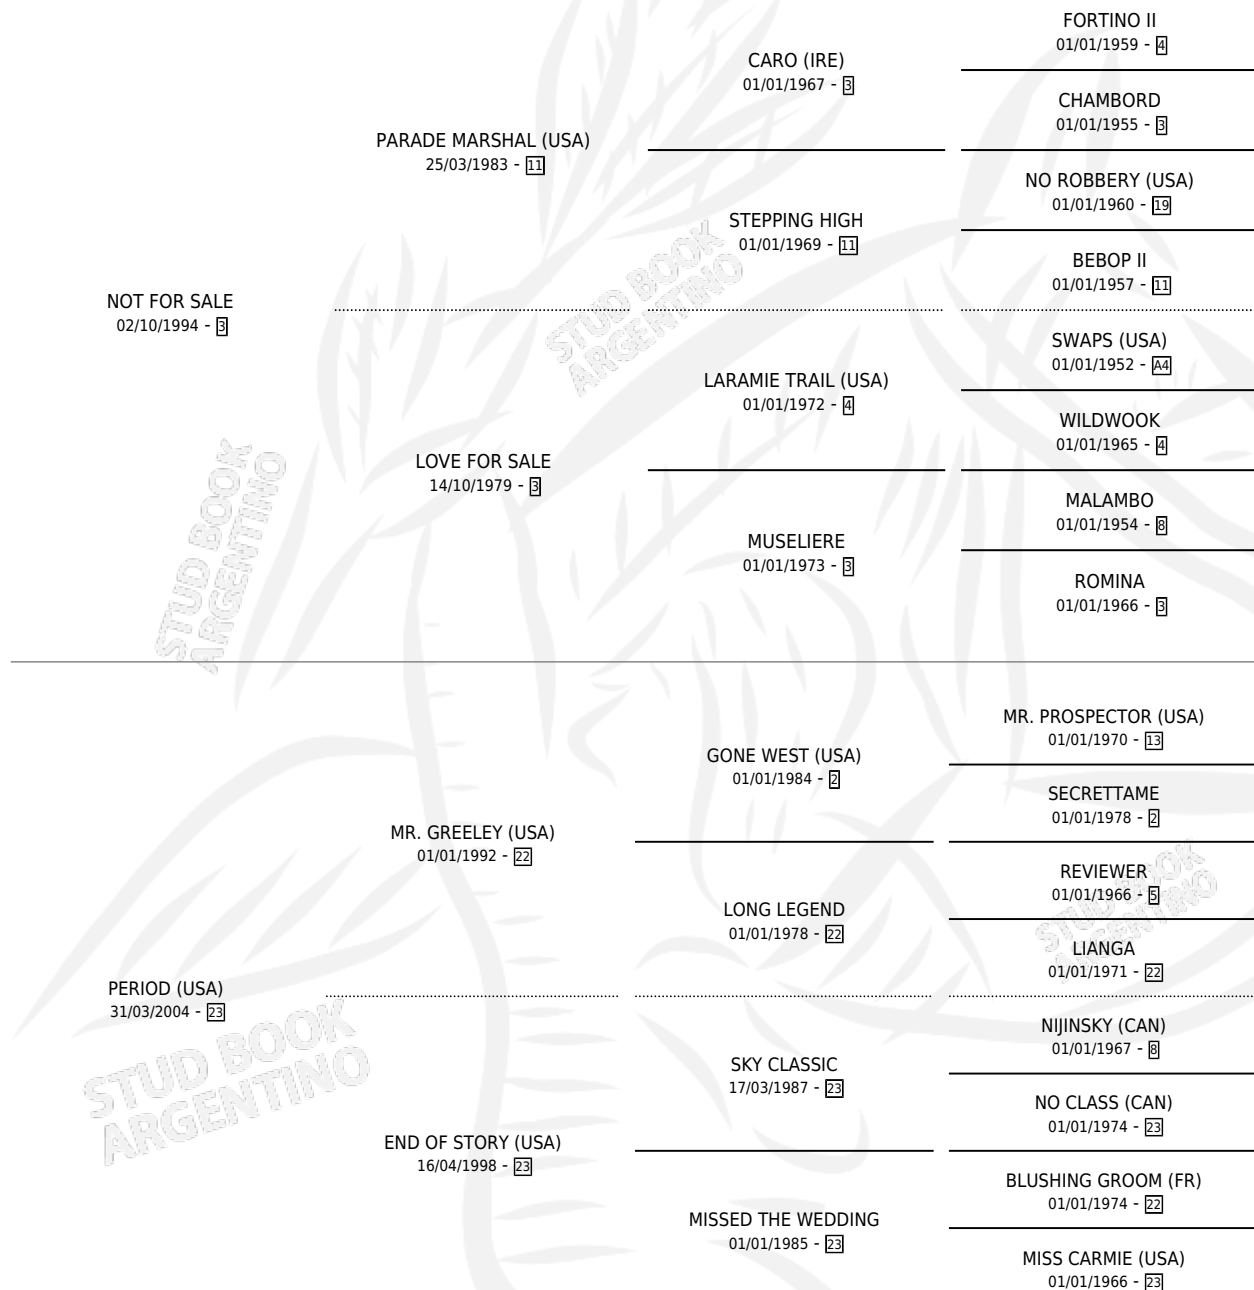 FORTINO II
01/01/1959 - 4
CARO (IRE)
01/01/1967 - 3
CHAMBORD
01/01/1955 - 3
PARADE MARSHAL (USA)
25/03/1983 - 11
NO ROBBERY (USA)
01/01/1960 - 19
STEPPING HIGH
01/01/1969 - 11
BEBOP II
01/01/1957 - 11
NOT FOR SALE
02/10/1994 - 3
SWAPS (USA)
01/01/1952 - A4
LARAMIE TRAIL (USA)
01/01/1972 - 4
WILDWOOK
01/01/1965 - 4
LOVE FOR SALE
14/10/1979 - 3
MALAMBO
01/01/1954 - 8
MUSELIERE
01/01/1973 - 3
ROMINA
01/01/1966 - 3
STUD BOOK
ARGENTINO
STUD BOOK
ARGENTINO
MR. PROSPECTOR (USA)
01/01/1970 - 13
GONE WEST (USA)
01/01/1984 - 2
SECRETTAME
01/01/1978 - 2
MR. GREELEY (USA)
01/01/1992 - 22
REVIEWER
01/01/1966 - 5
LONG LEGEND
01/01/1978 - 22
LIANGA
01/01/1971 - 22
PERIOD (USA)
31/03/2004 - 23
NIJINSKY (CAN)
01/01/1967 - 8
SKY CLASSIC
17/03/1987 - 23
NO CLASS (CAN)
01/01/1974 - 23
END OF STORY (USA)
16/04/1998 - 23
BLUSHING GROOM (FR)
01/01/1974 - 22
MISSED THE WEDDING
01/01/1985 - 23
MISS CARMIE (USA)
01/01/1966 - 23
STUD BOOK
ARGENTINO
STUD BOOK
ARGENTINO